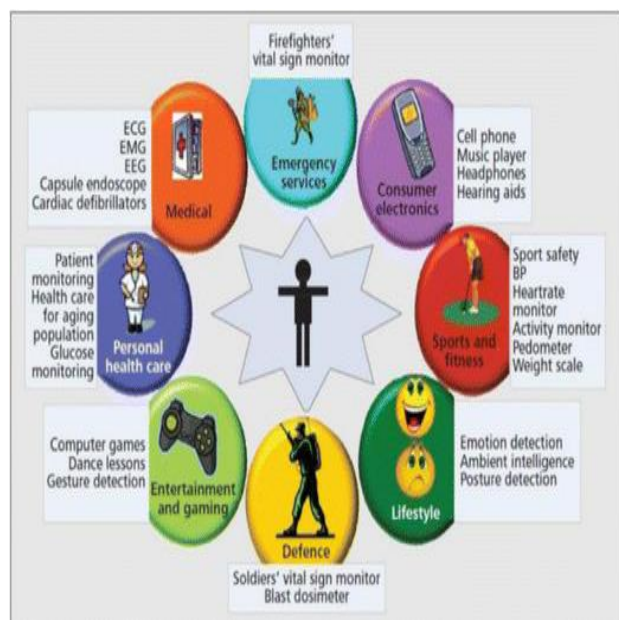 Firefighters'
vital sign monitor
Emergency
services
ECG
EMG
EEG
Capsule endoscope
Cardiac defibrillators
Medical
Cell phone
Music player
Headphones
Hearing aids
Consumer
electronics
Patient
monitoring
Health care
for aging
population
Glucose
monitoring
Personal
health care
Sport safety
BP
Heartrate
monitor
Activity monitor
Pedometer
Weight scale
Sports and
fitness
Computer games
Dance lessons
Gesture detection
Entertainment
and gaming
Emotion detection
Ambient intelligence
Posture detection
Lifestyle
Defence
Soldiers' vital sign monitor
Blast dosimeter